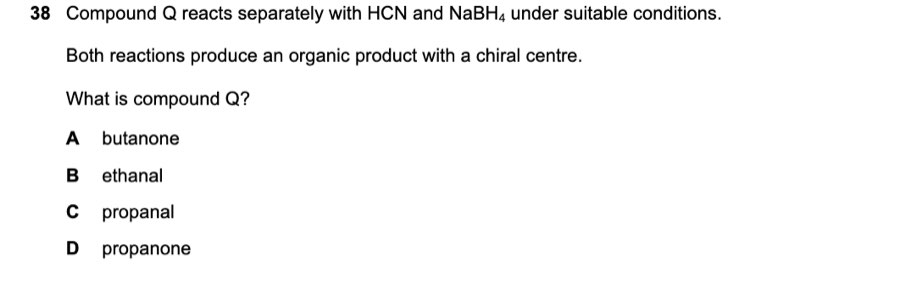 38 Compound Q reacts separately with HCN and NaBH₄ under suitable conditions.
Both reactions produce an organic product with a chiral centre.
What is compound Q?
A butanone
B ethanal
C propanal
D propanone